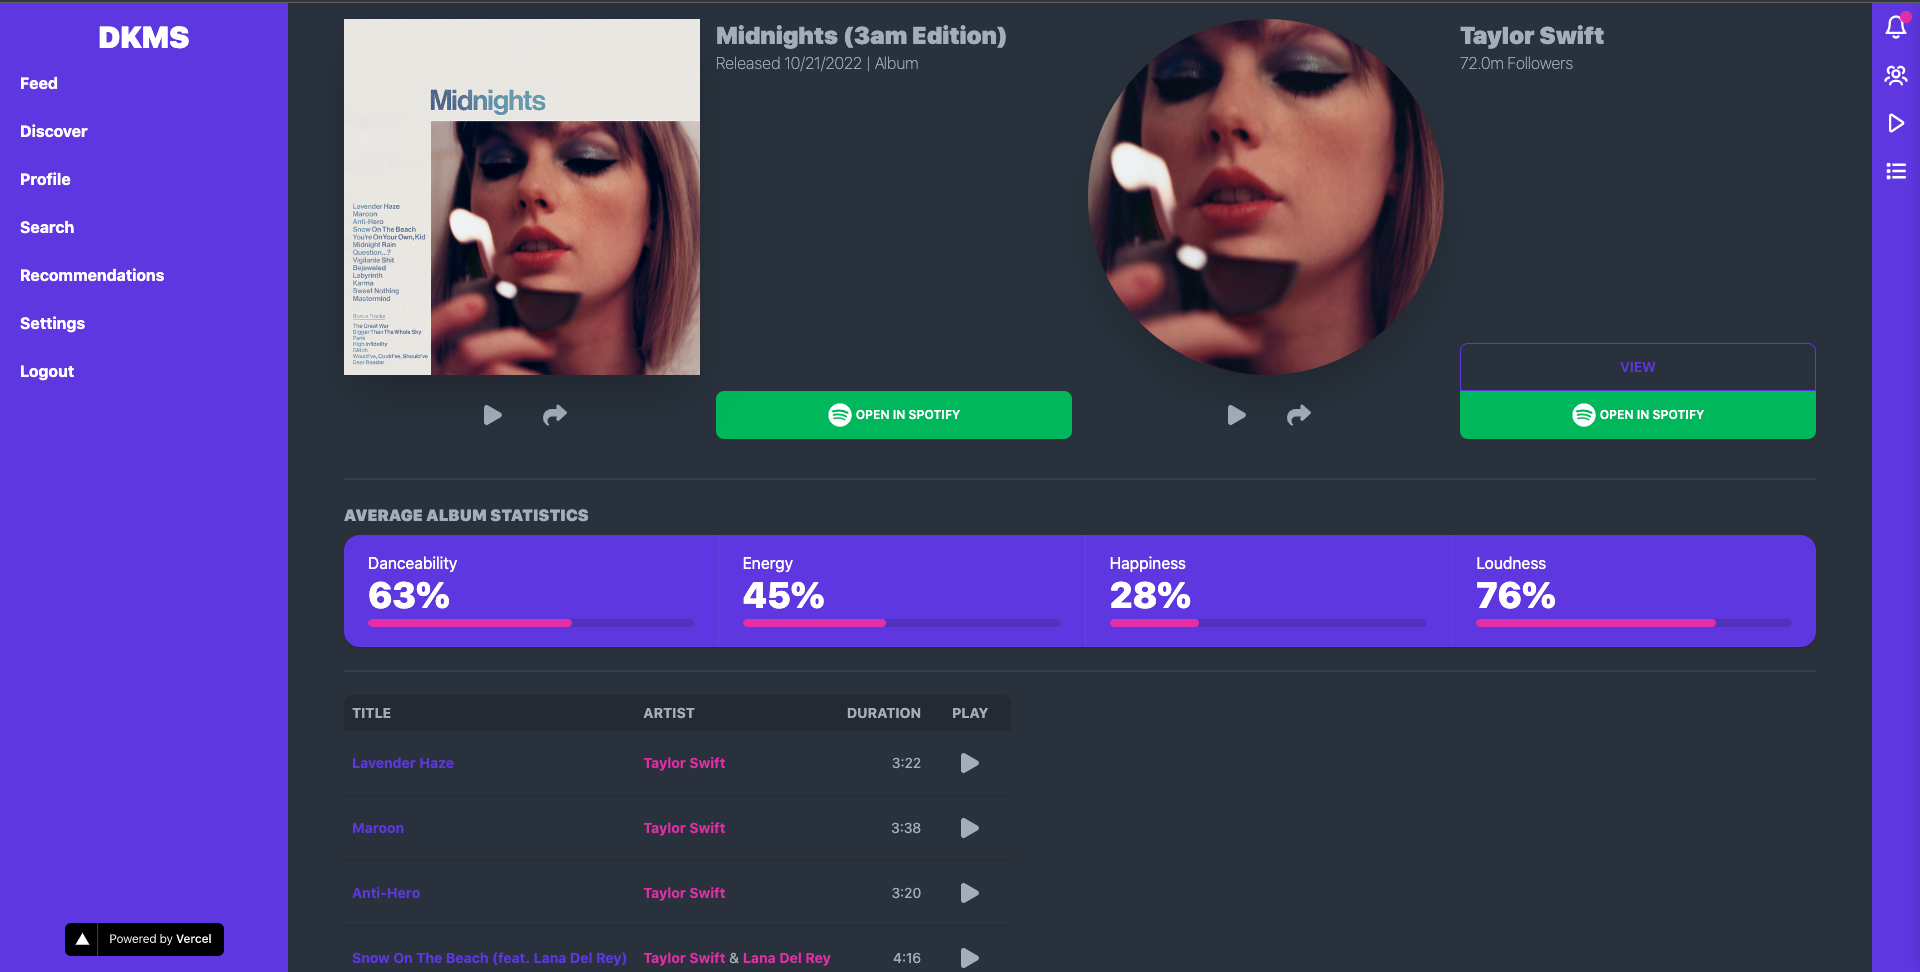 DKMS
Feed
Discover
Profile
Search
Recommendations
Settings
Logout
Powered by Vercel
Midnights
Lavender Haze
Maroon
Anti-Hero
Snow On The Beach
You're On Your Own, Kid
Midnight Rain
Question...?
Vigilante Shit
Bejeweled
Labyrinth
Karma
Sweet Nothing
Mastermind
Bonus Tracks
The Great War
Bigger Than The Whole Sky
Paris
High Infidelity
Glitch
Would've, Could've, Should've
Dear Reader
Midnights (3am Edition)
Released 10/21/2022 | Album
OPEN IN SPOTIFY
Taylor Swift
72.0m Followers
VIEW
OPEN IN SPOTIFY
AVERAGE ALBUM STATISTICS
Danceability
63%
Energy
45%
Happiness
28%
Loudness
76%
TITLE ARTIST DURATION PLAY
Lavender Haze Taylor Swift 3:22
Maroon Taylor Swift 3:38
Anti-Hero Taylor Swift 3:20
Snow On The Beach (feat. Lana Del Rey) Taylor Swift & Lana Del Rey 4:16